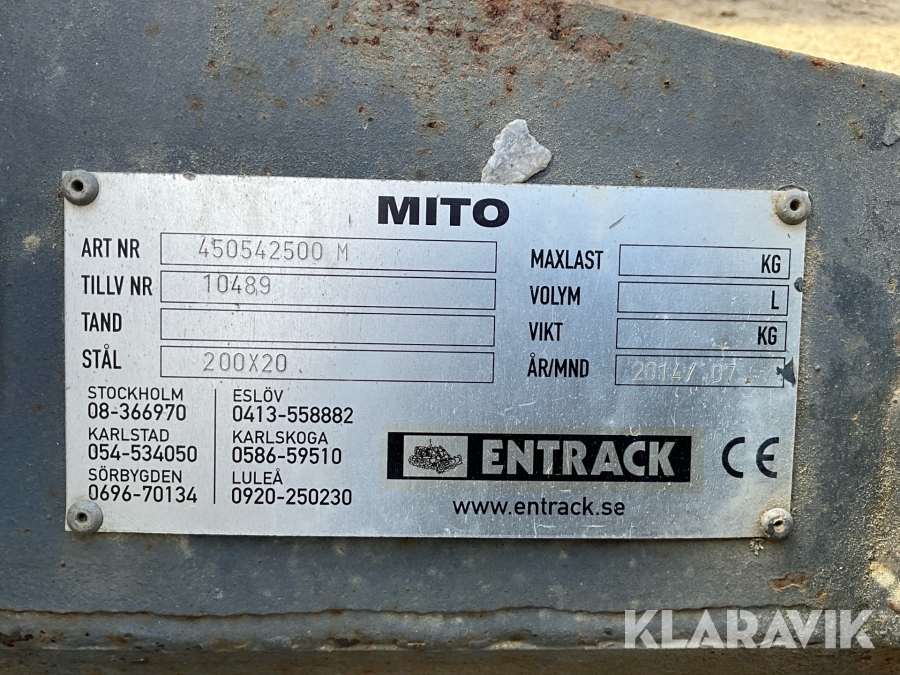 MITO
ART NR 450542500 M
TILLV NR 10489
TAND
STÅL 200X20
MAXLAST KG
VOLYM L
VIKT KG
ÅR/MND 2014/ 07
STOCKHOLM
08-366970
KARLSTAD
054-534050
SÖRBYGDEN
0696-70134
ESLÖV
0413-558882
KARLSKOGA
0586-59510
LULEÅ
0920-250230
ENTRACK
CE
www.entrack.se
KLARAVIK